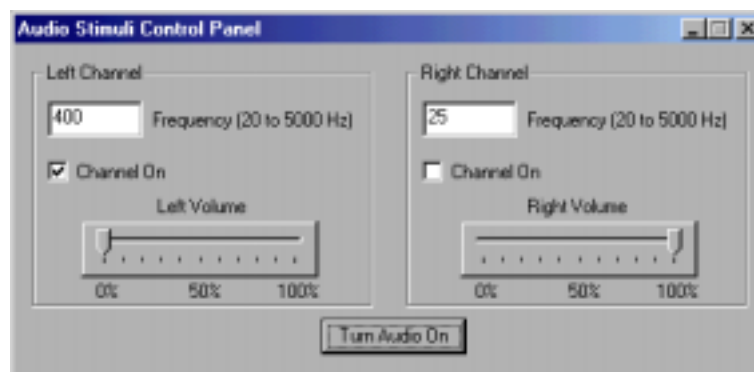 Audio Stimuli Control Panel
Left Channel
400
Frequency (20 to 5000 Hz)
Channel On
Left Volume
0% 50% 100%
Right Channel
25
Frequency (20 to 5000 Hz)
Channel On
Right Volume
0% 50% 100%
Turn Audio On